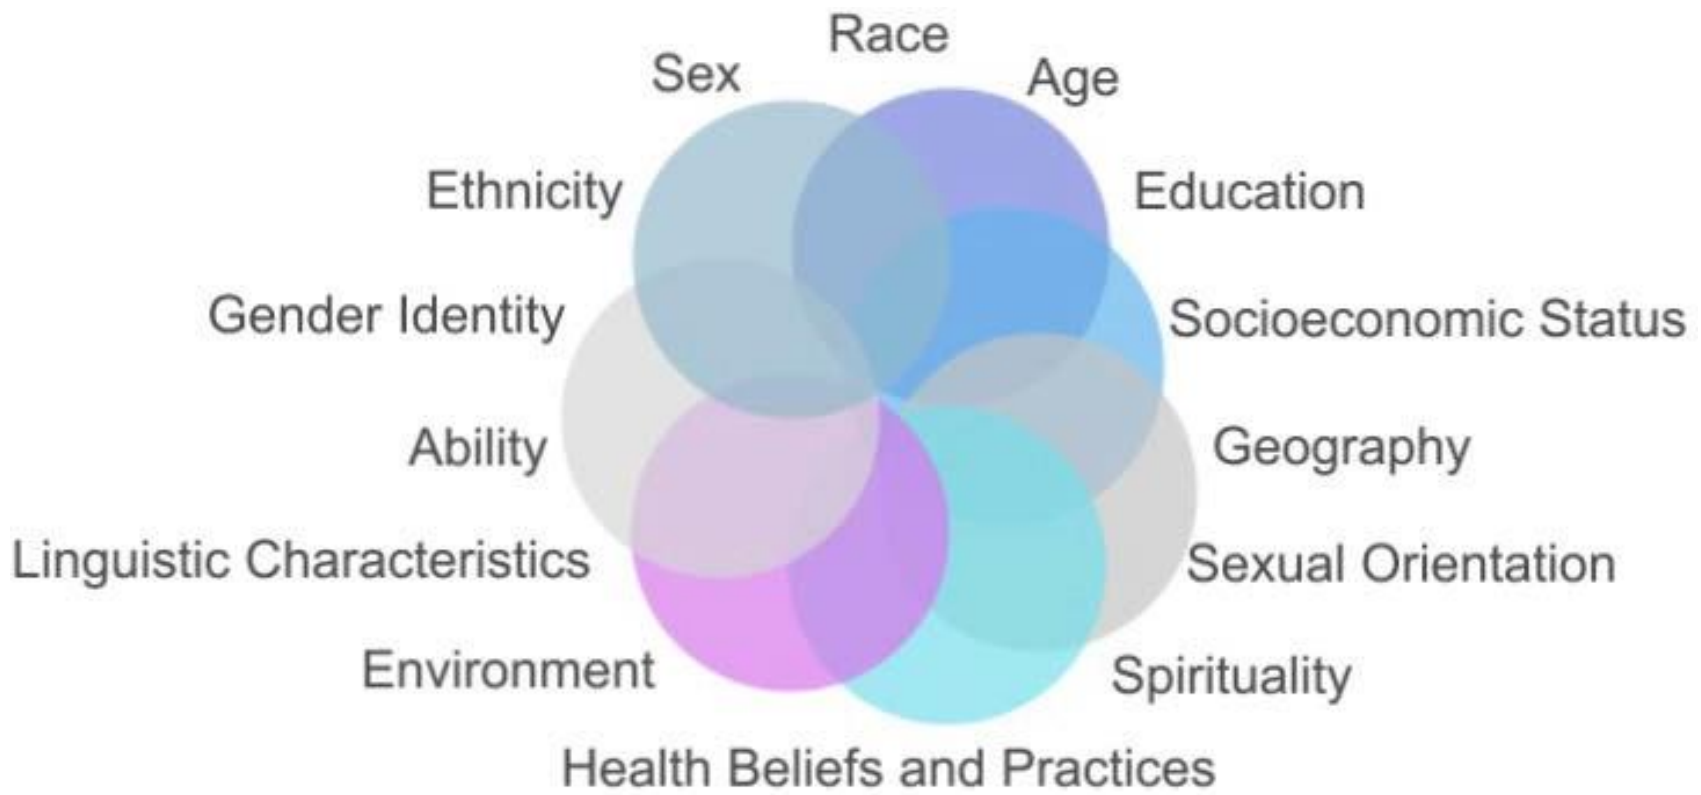 Race
Sex
Age
Ethnicity
Education
Gender Identity
Socioeconomic Status
Ability
Geography
Linguistic Characteristics
Sexual Orientation
Environment
Spirituality
Health Beliefs and Practices